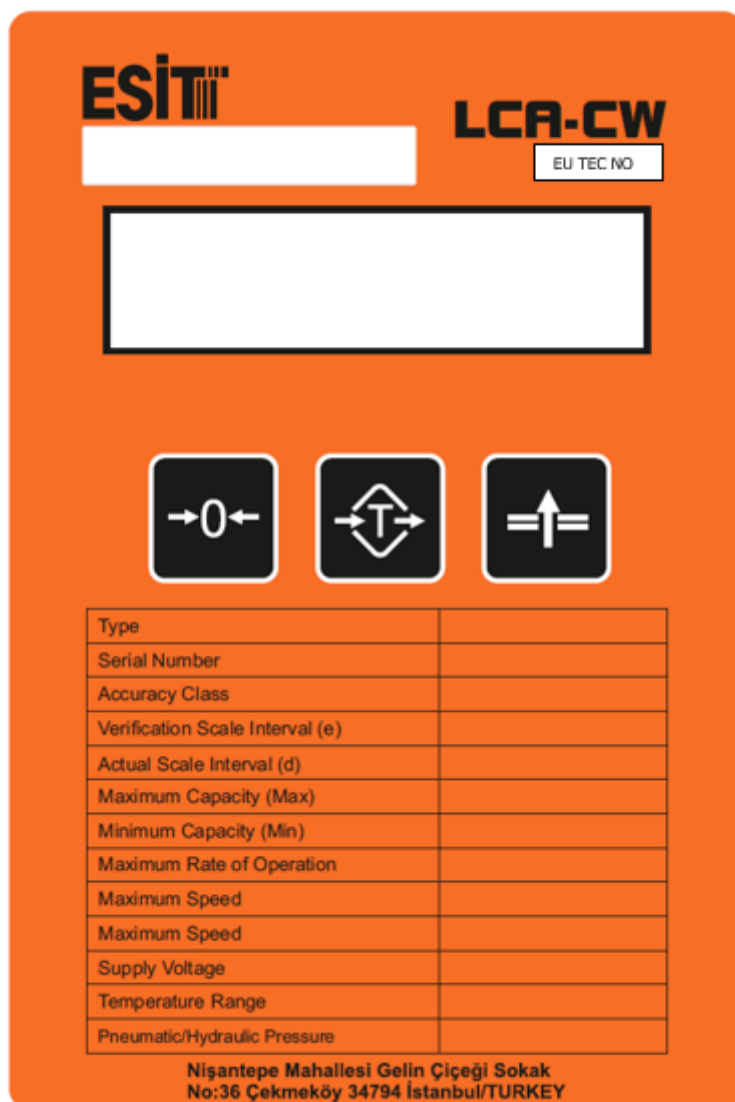 ESİT
LCA-CW
EU TEC NO
→0←
→T→
Type
Serial Number
Accuracy Class
Verification Scale Interval (e)
Actual Scale Interval (d)
Maximum Capacity (Max)
Minimum Capacity (Min)
Maximum Rate of Operation
Maximum Speed
Maximum Speed
Supply Voltage
Temperature Range
Pneumatic/Hydraulic Pressure
Nişantepe Mahallesi Gelin Çiçeği Sokak
No:36 Çekmeköy 34794 İstanbul/TURKEY